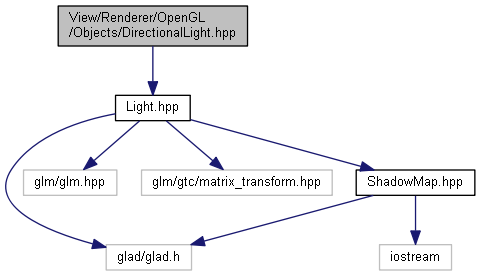 View/Renderer/OpenGL
/Objects/DirectionalLight.hpp
Light.hpp
glm/glm.hpp
glm/gtc/matrix_transform.hpp
ShadowMap.hpp
glad/glad.h
iostream